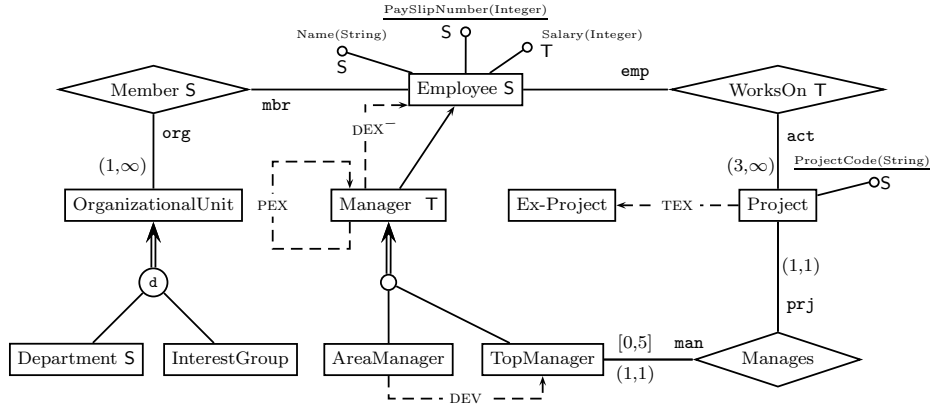 PaySlipNumber(Integer)
Name(String)
S
Salary(Integer)
S
T
Member S
Employee S
emp
WorksOn T
mbr
org
DEX⁻
act
(1,∞)
(3,∞)
ProjectCode(String)
S
OrganizationalUnit
PEX
Manager T
Ex-Project
TEX
Project
(1,1)
d
prj
Department S
InterestGroup
AreaManager
TopManager
[0,5]
man
(1,1)
Manages
DEV